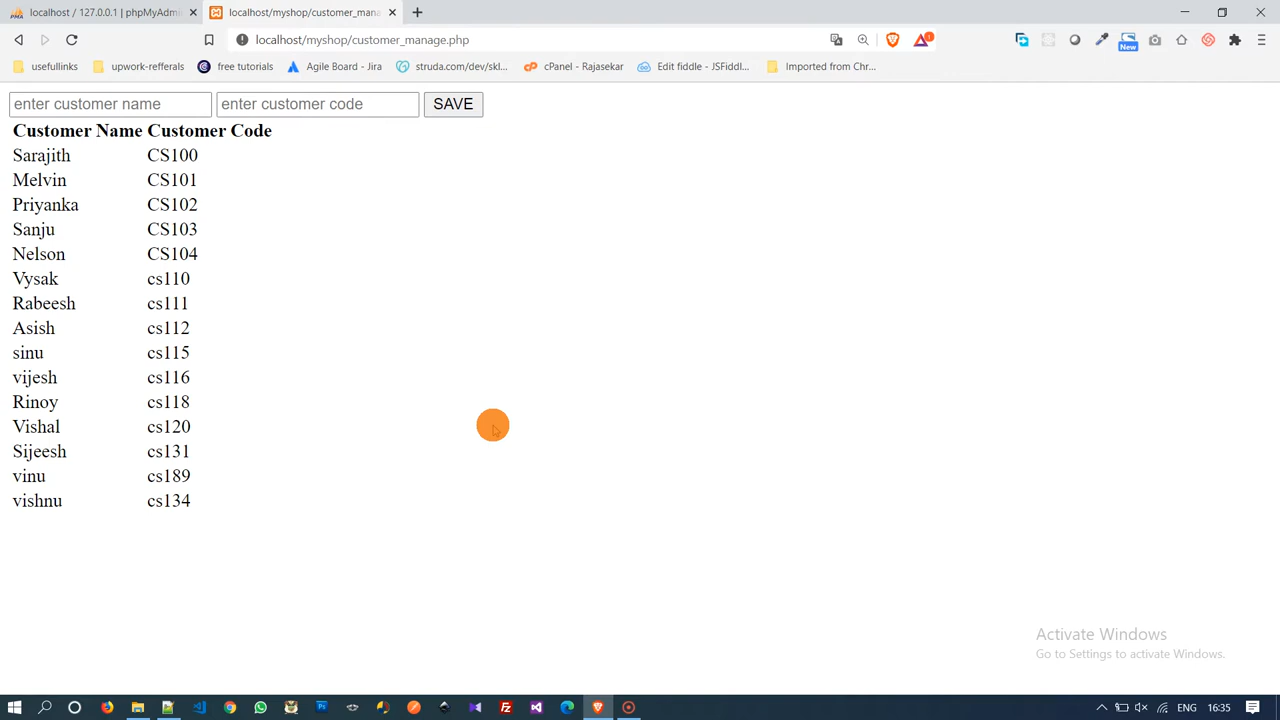 localhost / 127.0.0.1 | phpMyAdmi
localhost/myshop/customer_mana
localhost/myshop/customer_manage.php
1
New
usefullinks
upwork-refferals
free tutorials
Agile Board - Jira
strada.com/dev/skl...
cPanel - Rajasekar
Edit fiddle - JSFiddl...
Imported from Chr...
enter customer name
enter customer code
SAVE
Customer Name Customer Code
Sarajith CS100
Melvin CS101
Priyanka CS102
Sanju CS103
Nelson CS104
Vysak cs110
Rabeesh cs111
Asish cs112
sinu cs115
vijesh cs116
Rinoy cs118
Vishal cs120
Sijeesh cs131
vinu cs189
vishnu cs134
Activate Windows
Go to Settings to activate Windows.
ENG
16:35